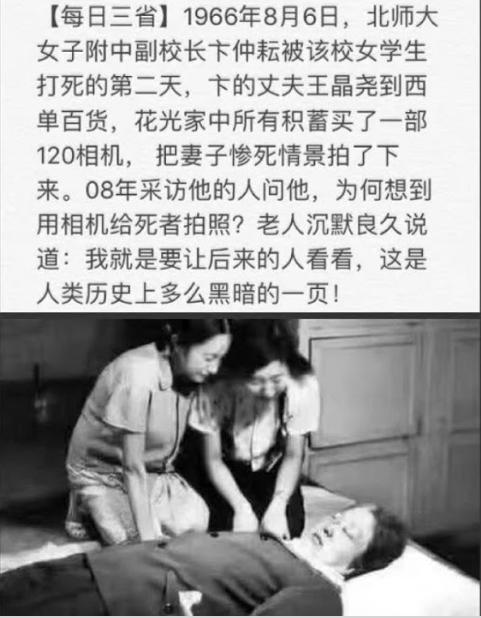 【每日三省】1966年8月6日，北师大
女子附中副校长卞仲耘被该校女学生
打死的第二天，卞的丈夫王晶尧到西
单百货，花光家中所有积蓄买了一部
120相机， 把妻子惨死情景拍了下
来。08年采访他的人问他，为何想到
用相机给死者拍照？老人沉默良久说
道：我就是要让后来的人看看，这是
人类历史上多么黑暗的一页！